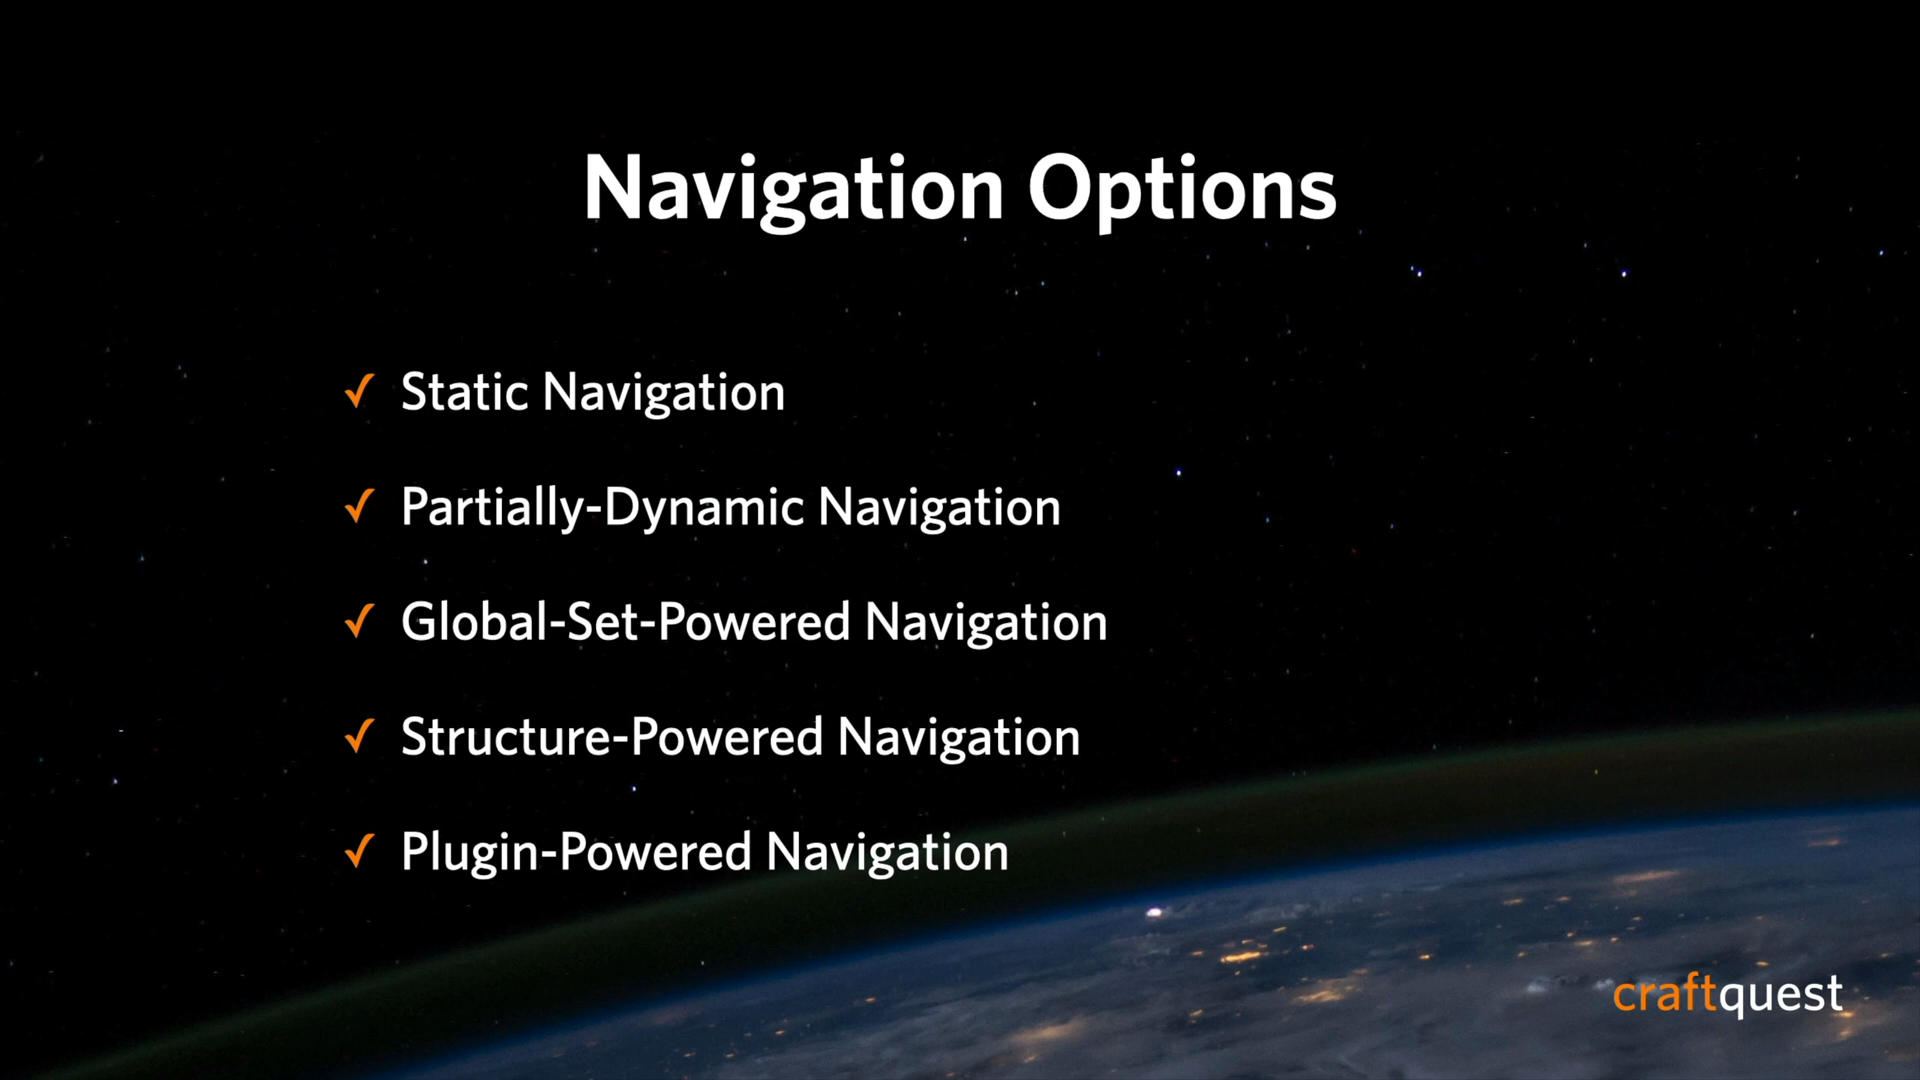 Navigation Options
✓ Static Navigation
✓ Partially-Dynamic Navigation
✓ Global-Set-Powered Navigation
✓ Structure-Powered Navigation
✓ Plugin-Powered Navigation
craftquest